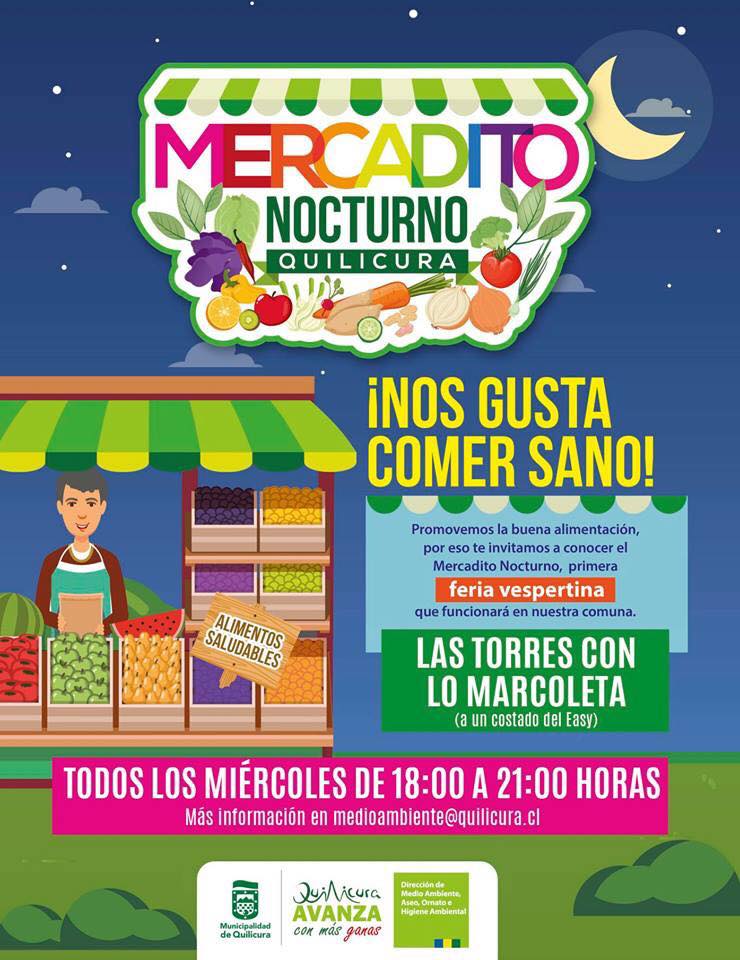 MERCADITO
NOCTURNO
QUILICURA
¡NOS GUSTA
COMER SANO!
Promovemos la buena alimentación,
por eso te invitamos a conocer el
Mercadito Nocturno, primera
feria vespertina
que funcionará en nuestra comuna.
ALIMENTOS
SALUDABLES
LAS TORRES CON
LO MARCOLETA
(a un costado del Easy)
TODOS LOS MIÉRCOLES DE 18:00 A 21:00 HORAS
Más información en medioambiente@quilicura.cl
Municipalidad
de Quilicura
Quilicura
AVANZA
con más ganas
Dirección de
Medio Ambiente,
Aseo, Ornato e
Higiene Ambiental